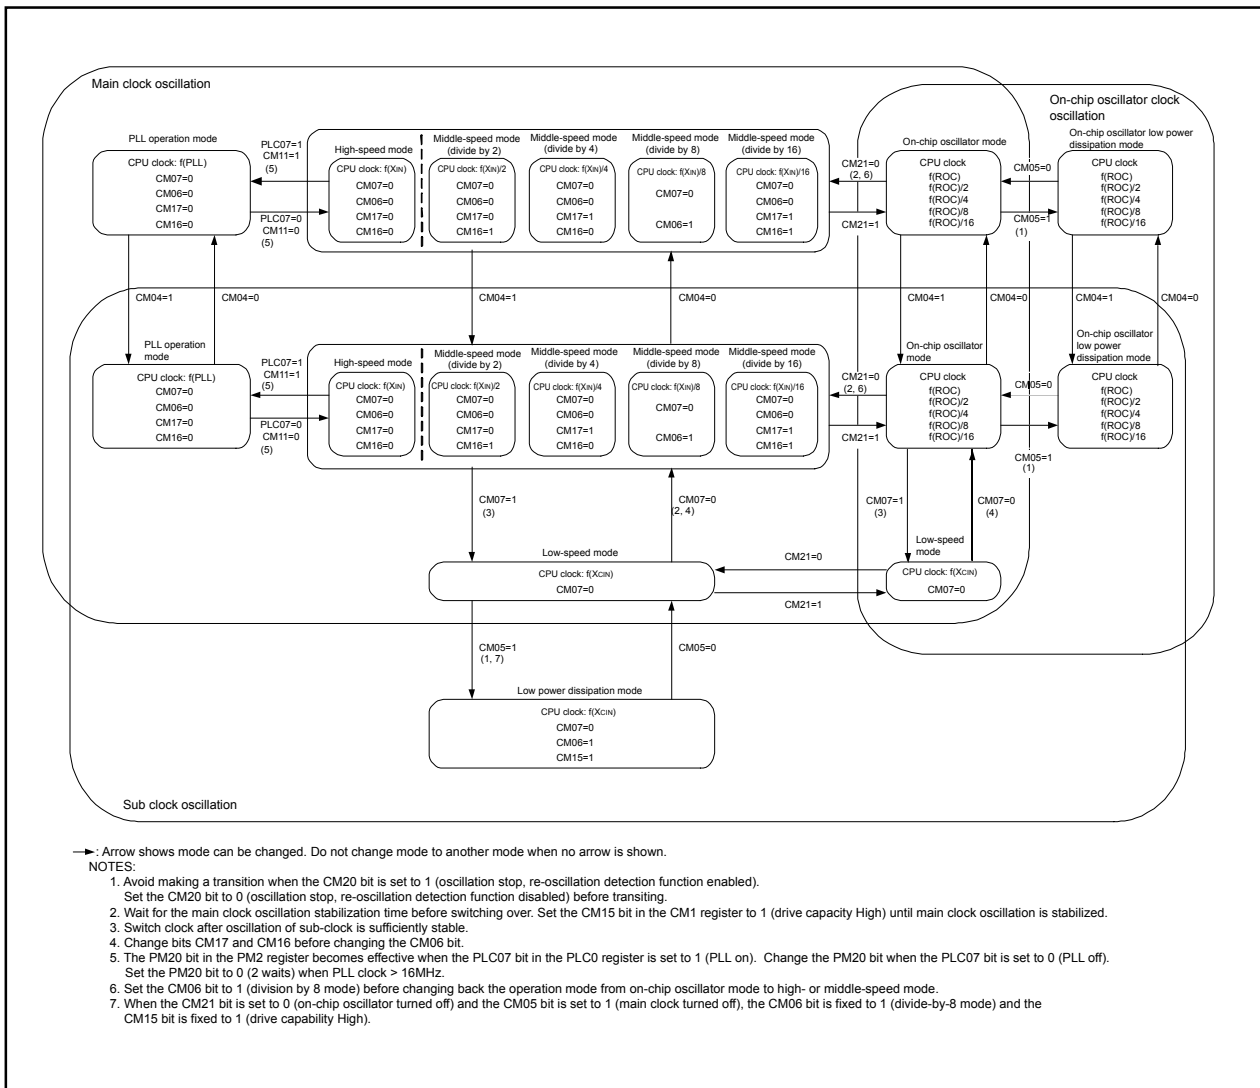 Main clock oscillation
On-chip oscillator clock
oscillation
PLL operation mode
CPU clock: f(PLL)
CM07=0
CM06=0
CM17=0
CM16=0
PLC07=1
CM11=1
(5)
PLC07=0
CM11=0
(5)
High-speed mode
CPU clock: f(XIN)
CM07=0
CM06=0
CM17=0
CM16=0
Middle-speed mode
(divide by 2)
CPU clock: f(XIN)/2
CM07=0
CM06=0
CM17=0
CM16=1
Middle-speed mode
(divide by 4)
CPU clock: f(XIN)/4
CM07=0
CM06=0
CM17=1
CM16=0
Middle-speed mode
(divide by 8)
CPU clock: f(XIN)/8
CM07=0
CM06=1
Middle-speed mode
(divide by 16)
CPU clock: f(XIN)/16
CM07=0
CM06=0
CM17=1
CM16=1
CM21=0
(2, 6)
CM21=1
On-chip oscillator mode
CPU clock
f(ROC)
f(ROC)/2
f(ROC)/4
f(ROC)/8
f(ROC)/16
CM05=0
CM05=1
(1)
On-chip oscillator low power
dissipation mode
CPU clock
f(ROC)
f(ROC)/2
f(ROC)/4
f(ROC)/8
f(ROC)/16
CM04=1
CM04=0
CM04=1
CM04=0
CM04=1
CM04=0
CM04=1
CM04=0
PLL operation
mode
CPU clock: f(PLL)
CM07=0
CM06=0
CM17=0
CM16=0
PLC07=1
CM11=1
(5)
PLC07=0
CM11=0
(5)
High-speed mode
CPU clock: f(XIN)
CM07=0
CM06=0
CM17=0
CM16=0
Middle-speed mode
(divide by 2)
CPU clock: f(XIN)/2
CM07=0
CM06=0
CM17=0
CM16=1
Middle-speed mode
(divide by 4)
CPU clock: f(XIN)/4
CM07=0
CM06=0
CM17=1
CM16=0
Middle-speed mode
(divide by 8)
CPU clock: f(XIN)/8
CM07=0
CM06=1
Middle-speed mode
(divide by 16)
CPU clock: f(XIN)/16
CM07=0
CM06=0
CM17=1
CM16=1
CM21=0
(2, 6)
CM21=1
On-chip oscillator
mode
CPU clock
f(ROC)
f(ROC)/2
f(ROC)/4
f(ROC)/8
f(ROC)/16
CM05=0
CM05=1
(1)
On-chip oscillator
low power
dissipation mode
CPU clock
f(ROC)
f(ROC)/2
f(ROC)/4
f(ROC)/8
f(ROC)/16
CM07=1
(3)
CM07=0
(2, 4)
CM07=1
(3)
CM07=0
(4)
Low-speed mode
CPU clock: f(XCIN)
CM07=0
CM21=0
CM21=1
Low-speed
mode
CPU clock: f(XCIN)
CM07=0
CM05=1
(1, 7)
CM05=0
Low power dissipation mode
CPU clock: f(XCIN)
CM07=0
CM06=1
CM15=1
Sub clock oscillation
: Arrow shows mode can be changed. Do not change mode to another mode when no arrow is shown.
NOTES:
1. Avoid making a transition when the CM20 bit is set to 1 (oscillation stop, re-oscillation detection function enabled).
Set the CM20 bit to 0 (oscillation stop, re-oscillation detection function disabled) before transiting.
2. Wait for the main clock oscillation stabilization time before switching over. Set the CM15 bit in the CM1 register to 1 (drive capacity High) until main clock oscillation is stabilized.
3. Switch clock after oscillation of sub-clock is sufficiently stable.
4. Change bits CM17 and CM16 before changing the CM06 bit.
5. The PM20 bit in the PM2 register becomes effective when the PLC07 bit in the PLC0 register is set to 1 (PLL on). Change the PM20 bit when the PLC07 bit is set to 0 (PLL off).
Set the PM20 bit to 0 (2 waits) when PLL clock > 16MHz.
6. Set the CM06 bit to 1 (division by 8 mode) before changing back the operation mode from on-chip oscillator mode to high- or middle-speed mode.
7. When the CM21 bit is set to 0 (on-chip oscillator turned off) and the CM05 bit is set to 1 (main clock turned off), the CM06 bit is fixed to 1 (divide-by-8 mode) and the
CM15 bit is fixed to 1 (drive capability High).